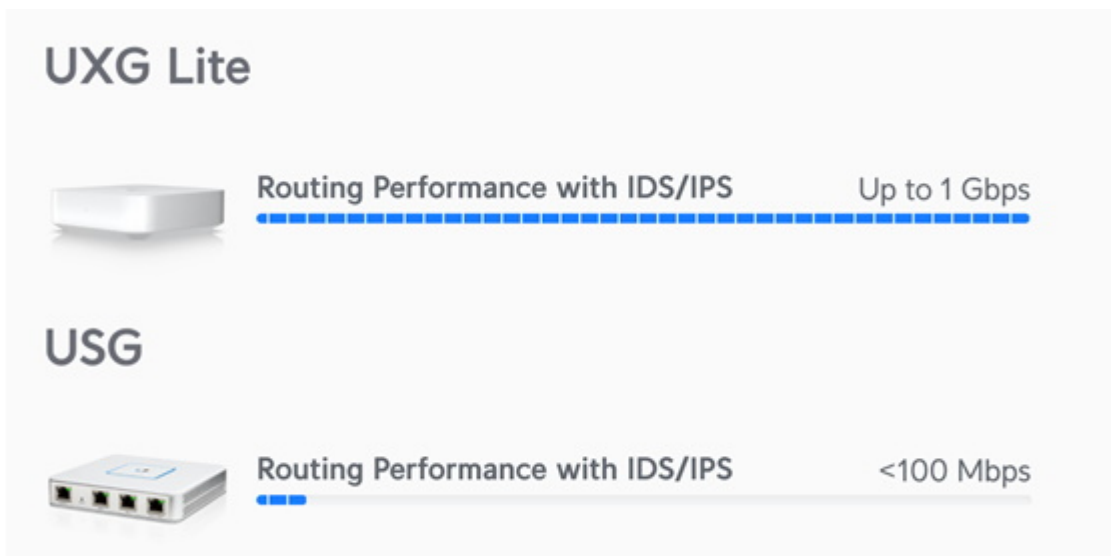 UXG Lite
Routing Performance with IDS/IPS Up to 1 Gbps
USG
Routing Performance with IDS/IPS <100 Mbps